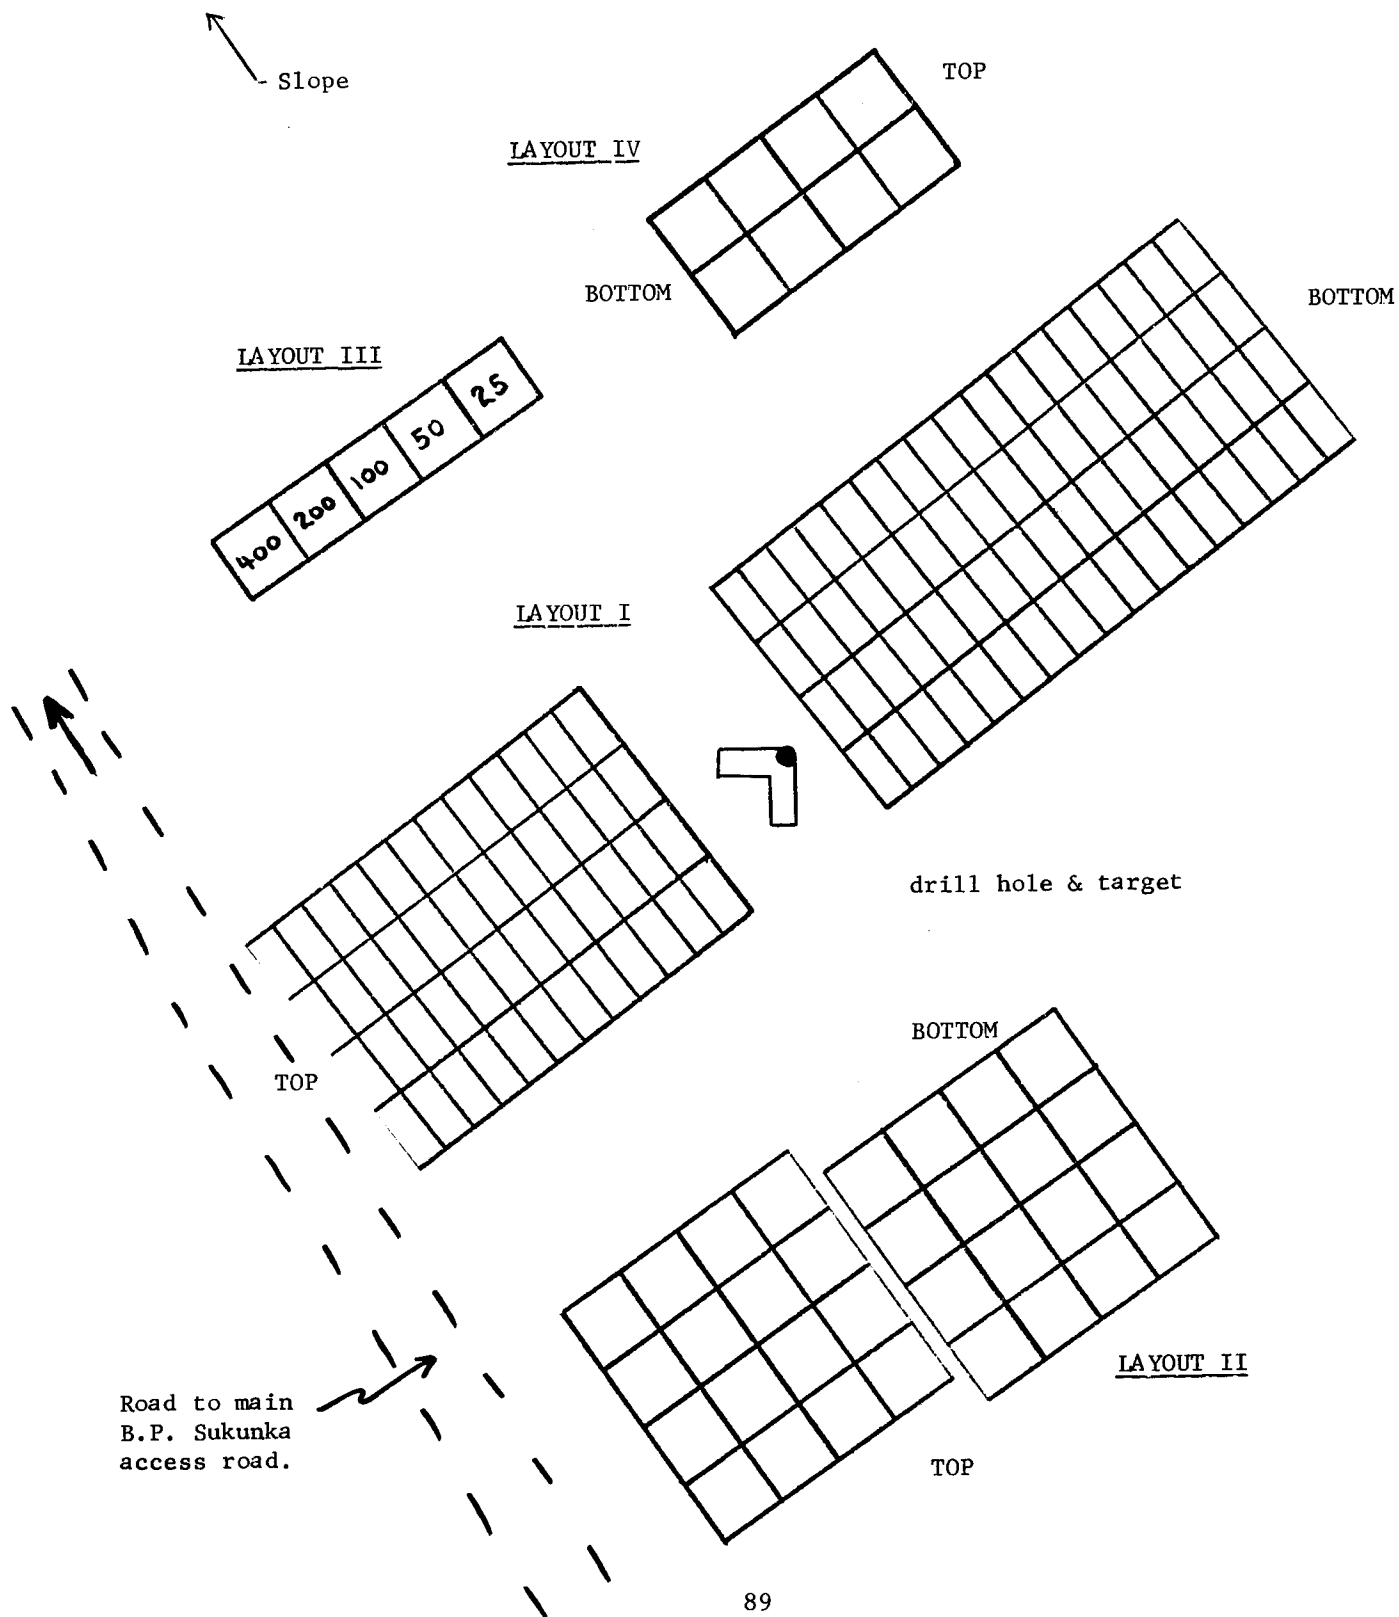 Slope
TOP
LAYOUT IV
BOTTOM
BOTTOM
LAYOUT III
25
50
100
200
400
LAYOUT I
drill hole & target
BOTTOM
TOP
LAYOUT II
Road to main
B.P. Sukunka
access road.
TOP
89